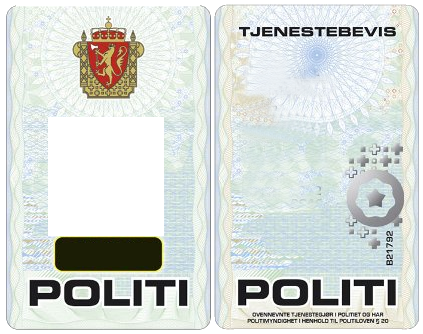 POLITI
TJENESTEBEVIS
B21792
POLITI
OVENNEVNTE TJENESTEGJØR I POLITIET OG HAR
POLITIMYNDIGHET I HENHOLD TIL POLITILOVEN § 20